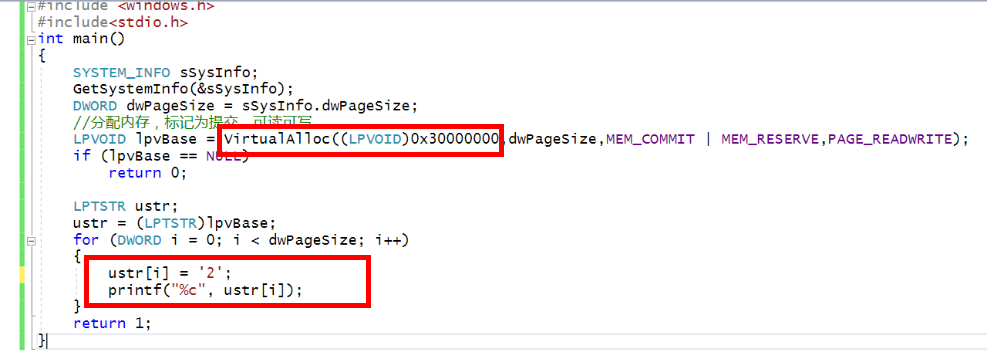 #include <windows.h>
#include<stdio.h>
int main()
{
SYSTEM_INFO sSysInfo;
GetSystemInfo(&sSysInfo);
DWORD dwPageSize = sSysInfo.dwPageSize;
//分配内存，标记为提交，可读可写
LPVOID lpvBase = VirtualAlloc((LPVOID)0x30000000,dwPageSize,MEM_COMMIT | MEM_RESERVE,PAGE_READWRITE);
if (lpvBase == NULL)
return 0;
LPTSTR ustr;
ustr = (LPTSTR)lpvBase;
for (DWORD i = 0; i < dwPageSize; i++)
{
ustr[i] = '2';
printf("%c", ustr[i]);
}
return 1;
}